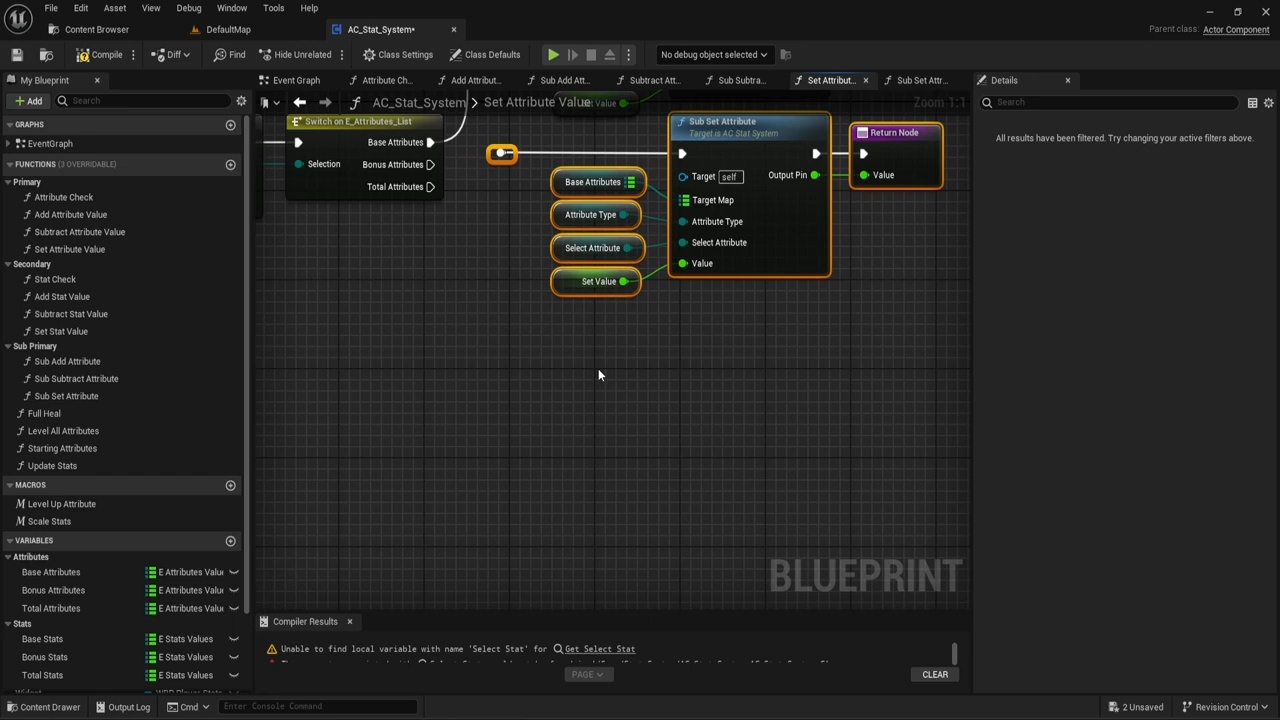 File Edit Asset View Debug Window Tools Help
Content Browser DefaultMap AC_Stat_System• Parent class: Actor Component
Compile Diff Find Hide Unrelated Class Settings Class Defaults No debug object selected
My Blueprint Event Graph Attribute Ch... Add Attribut... Sub Add Att... Subtract Att... Sub Subtra... Set Attribut... Sub Set Attr... Details
Add Search AC_Stat_System > Set Attribute Value Zoom 1:1 Search
GRAPHS
EventGraph
FUNCTIONS (3 OVERRIDABLE)
Primary
Attribute Check
Add Attribute Value
Subtract Attribute Value
Set Attribute Value
Secondary
Stat Check
Add Stat Value
Subtract Stat Value
Set Stat Value
Sub Primary
Sub Add Attribute
Sub Subtract Attribute
Sub Set Attribute
Full Heal
Level All Attributes
Starting Attributes
Update Stats
MACROS
Level Up Attribute
Scale Stats
VARIABLES
Attributes
Base Attributes E Attributes Value
Bonus Attributes E Attributes Value
Total Attributes E Attributes Value
Stats
Base Stats E Stats Values
Bonus Stats E Stats Values
Total Stats E Stats Values
Switch on E_Attributes_List
Base Attributes
Selection Bonus Attributes
Total Attributes
Base Attributes
Attribute Type
Select Attribute
Set Value
Sub Set Attribute
Target is AC Stat System
Target self Output Pin
Target Map
Attribute Type
Select Attribute
Value
Return Node
Value
All results have been filtered. Try changing your active filters above.
BLUEPRINT
Compiler Results
Unable to find local variable with name 'Select Stat' for Get Select Stat
PAGE CLEAR
Content Drawer Output Log Cmd Enter Console Command 2 Unsaved Revision Control